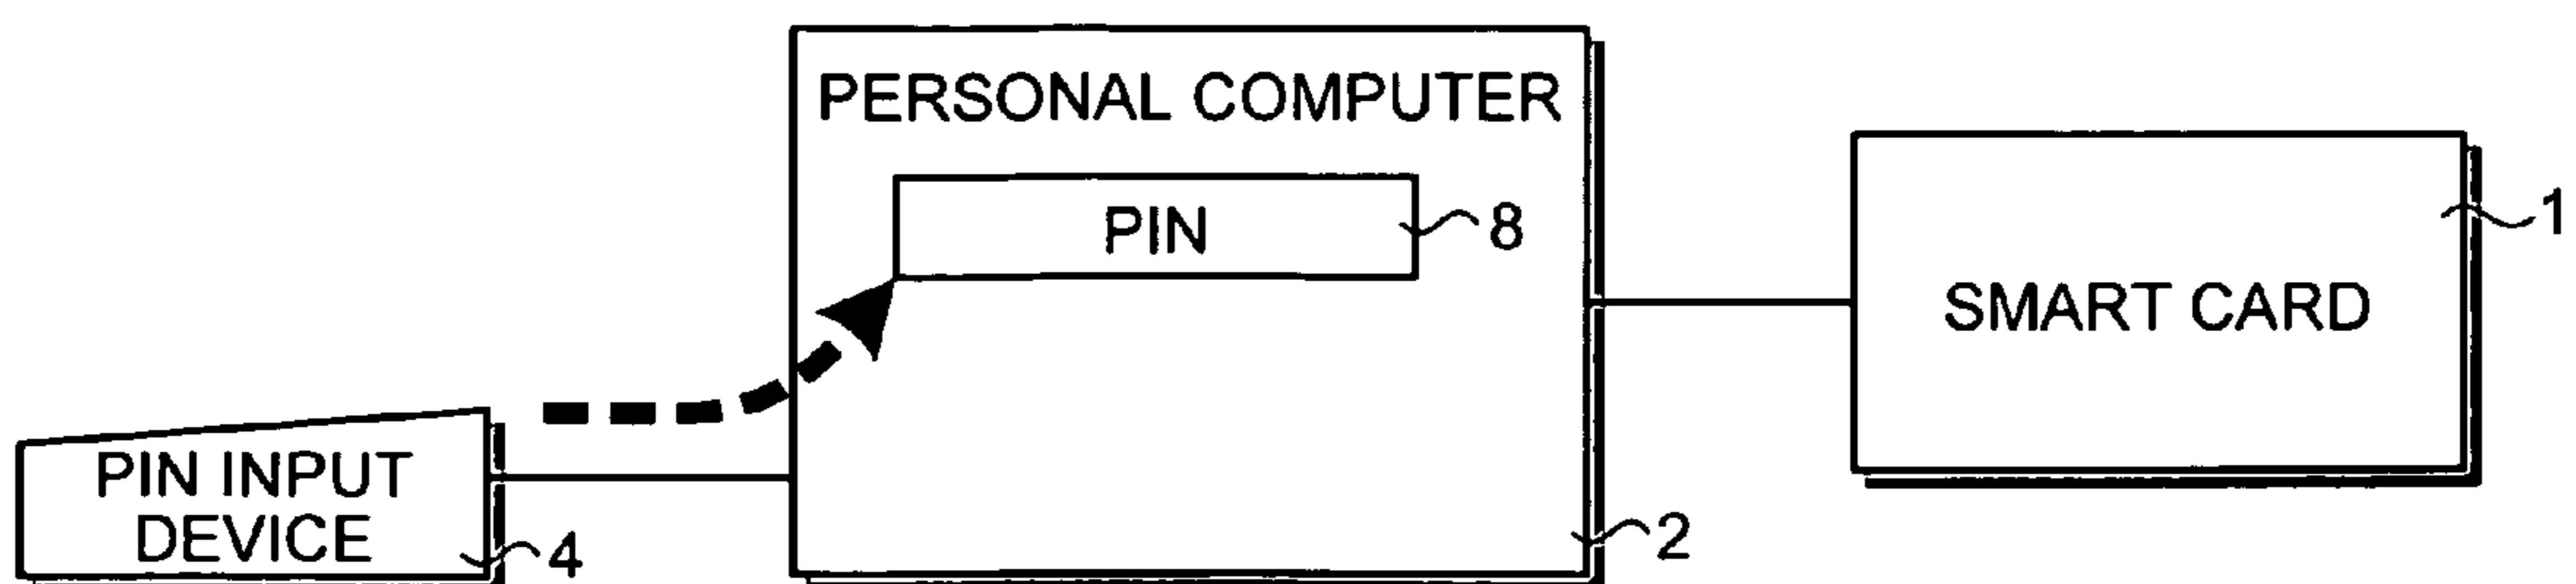 PERSONAL COMPUTER
PIN
8
1
SMART CARD
PIN INPUT
DEVICE
4
2